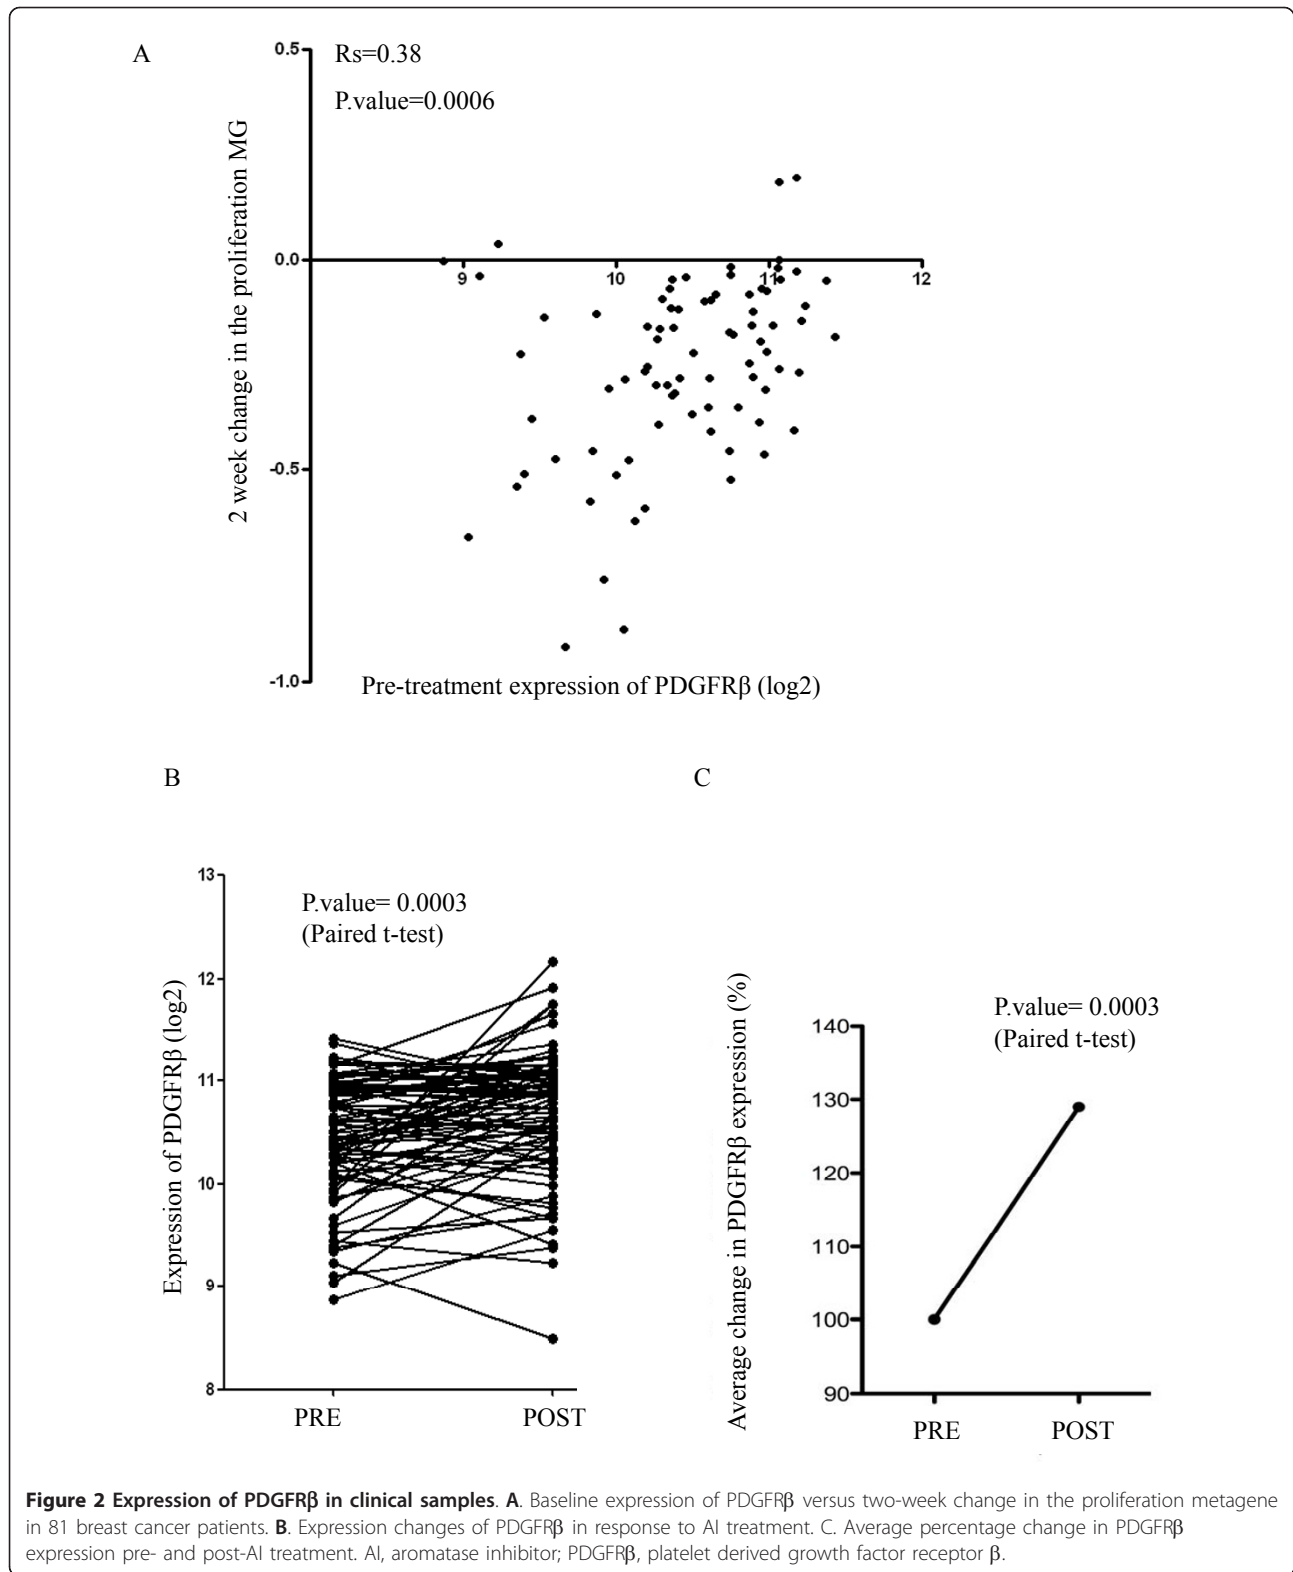 A
Rs=0.38
P.value=0.0006
2 week change in the proliferation MG
0.5
0.0
-0.5
-1.0
9
10
11
12
Pre-treatment expression of PDGFRβ (log2)
B
P.value= 0.0003
(Paired t-test)
Expression of PDGFRβ (log2)
13
12
11
10
9
8
PRE
POST
C
P.value= 0.0003
(Paired t-test)
Average change in PDGFRβ expression (%)
140
130
120
110
100
90
PRE
POST
Figure 2 Expression of PDGFRβ in clinical samples. A. Baseline expression of PDGFRβ versus two-week change in the proliferation metagene
in 81 breast cancer patients. B. Expression changes of PDGFRβ in response to AI treatment. C. Average percentage change in PDGFRβ
expression pre- and post-AI treatment. AI, aromatase inhibitor; PDGFRβ, platelet derived growth factor receptor β.